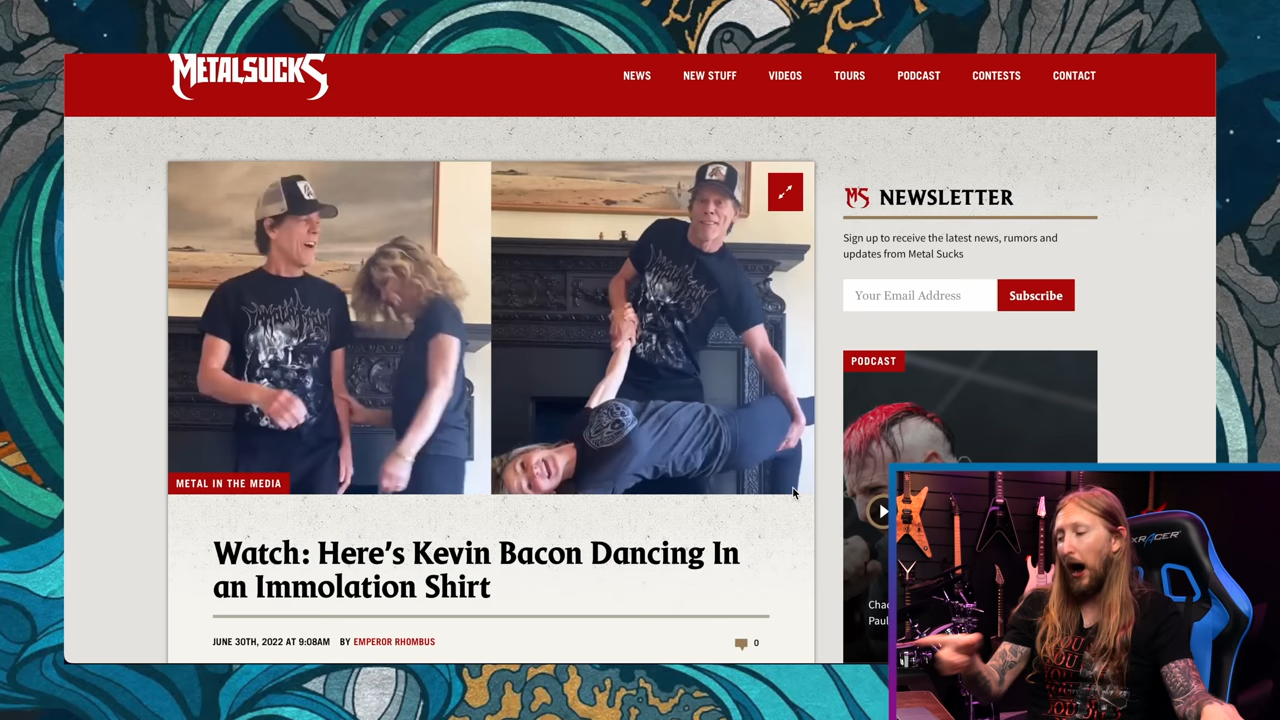 METALSUCKS
NEWS NEW STUFF VIDEOS TOURS PODCAST CONTESTS CONTACT
METAL IN THE MEDIA
Watch: Here's Kevin Bacon Dancing In
an Immolation Shirt
JUNE 30TH, 2022 AT 9:08AM BY EMPEROR RHOMBUS
0
MS NEWSLETTER
Sign up to receive the latest news, rumors and
updates from Metal Sucks
Your Email Address Subscribe
PODCAST